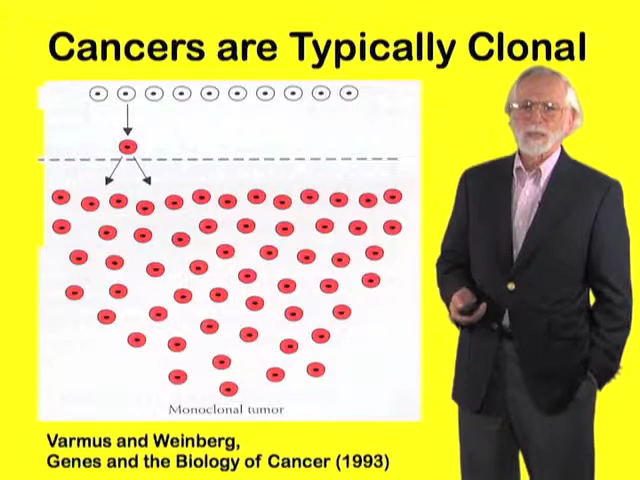 Cancers are Typically Clonal
Monoclonal tumor
Varmus and Weinberg,
Genes and the Biology of Cancer (1993)